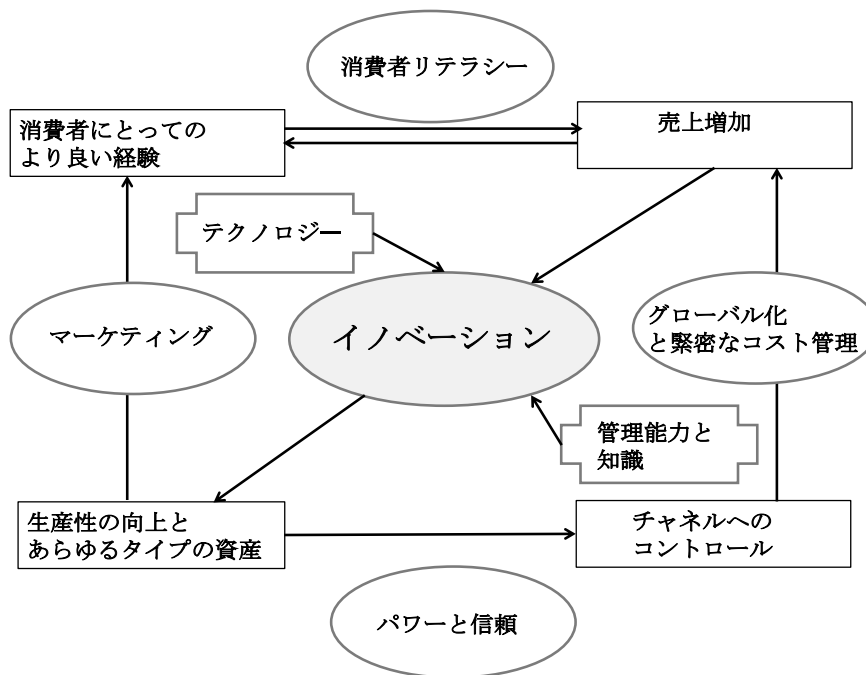 消費者リテラシー
消費者にとっての
より良い経験
売上増加
テクノロジー
マーケティング
イノベーション
グローバル化
と緊密なコスト管理
管理能力と
知識
生産性の向上と
あらゆるタイプの資産
チャネルへの
コントロール
パワーと信頼